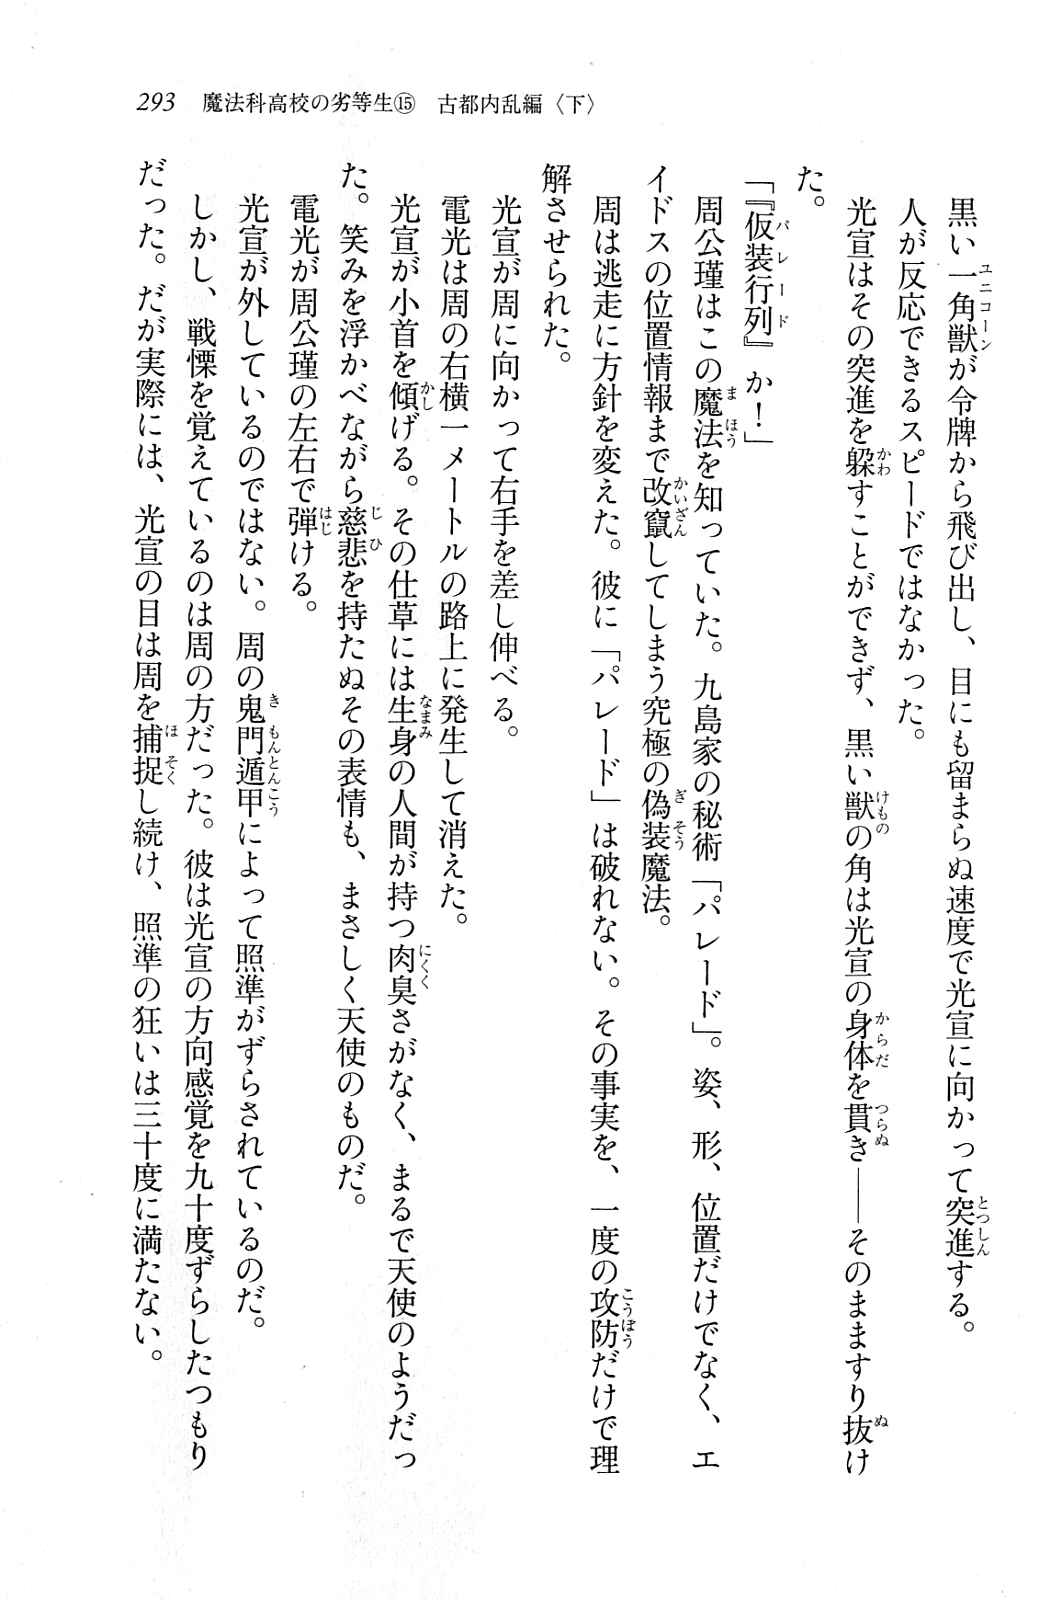 293 魔法科高校の劣等生⑮ 古都内乱編〈下〉
黒い一角獣が令牌から飛び出し、目にも留まらぬ速度で光宣に向かって突進する。
人が反応できるスピードではなかった。
光宣はその突進を躱すことができず、黒い獣の角は光宣の身体を貫き――そのまますり抜け
た。
「『仮装行列』か！」
周公瑾はこの魔法を知っていた。九島家の秘術「パレード」。姿、形、位置だけでなく、エ
イドスの位置情報まで改竄してしまう究極の偽装魔法。
周は逃走に方針を変えた。彼に「パレード」は破れない。その事実を、一度の攻防だけで理
解させられた。
光宣が周に向かって右手を差し伸べる。
電光は周の右横一メートルの路上に発生して消えた。
光宣が小首を傾げる。その仕草には生身の人間が持つ肉臭さがなく、まるで天使のようだっ
た。笑みを浮かべながら慈悲を持たぬその表情も、まさしく天使のものだ。
電光が周公瑾の左右で弾ける。
光宣が外しているのではない。周の鬼門遁甲によって照準がずらされているのだ。
しかし、戦慄を覚えているのは周の方だった。彼は光宣の方向感覚を九十度ずらしたつもり
だった。だが実際には、光宣の目は周を捕捉し続け、照準の狂いは三十度に満たない。